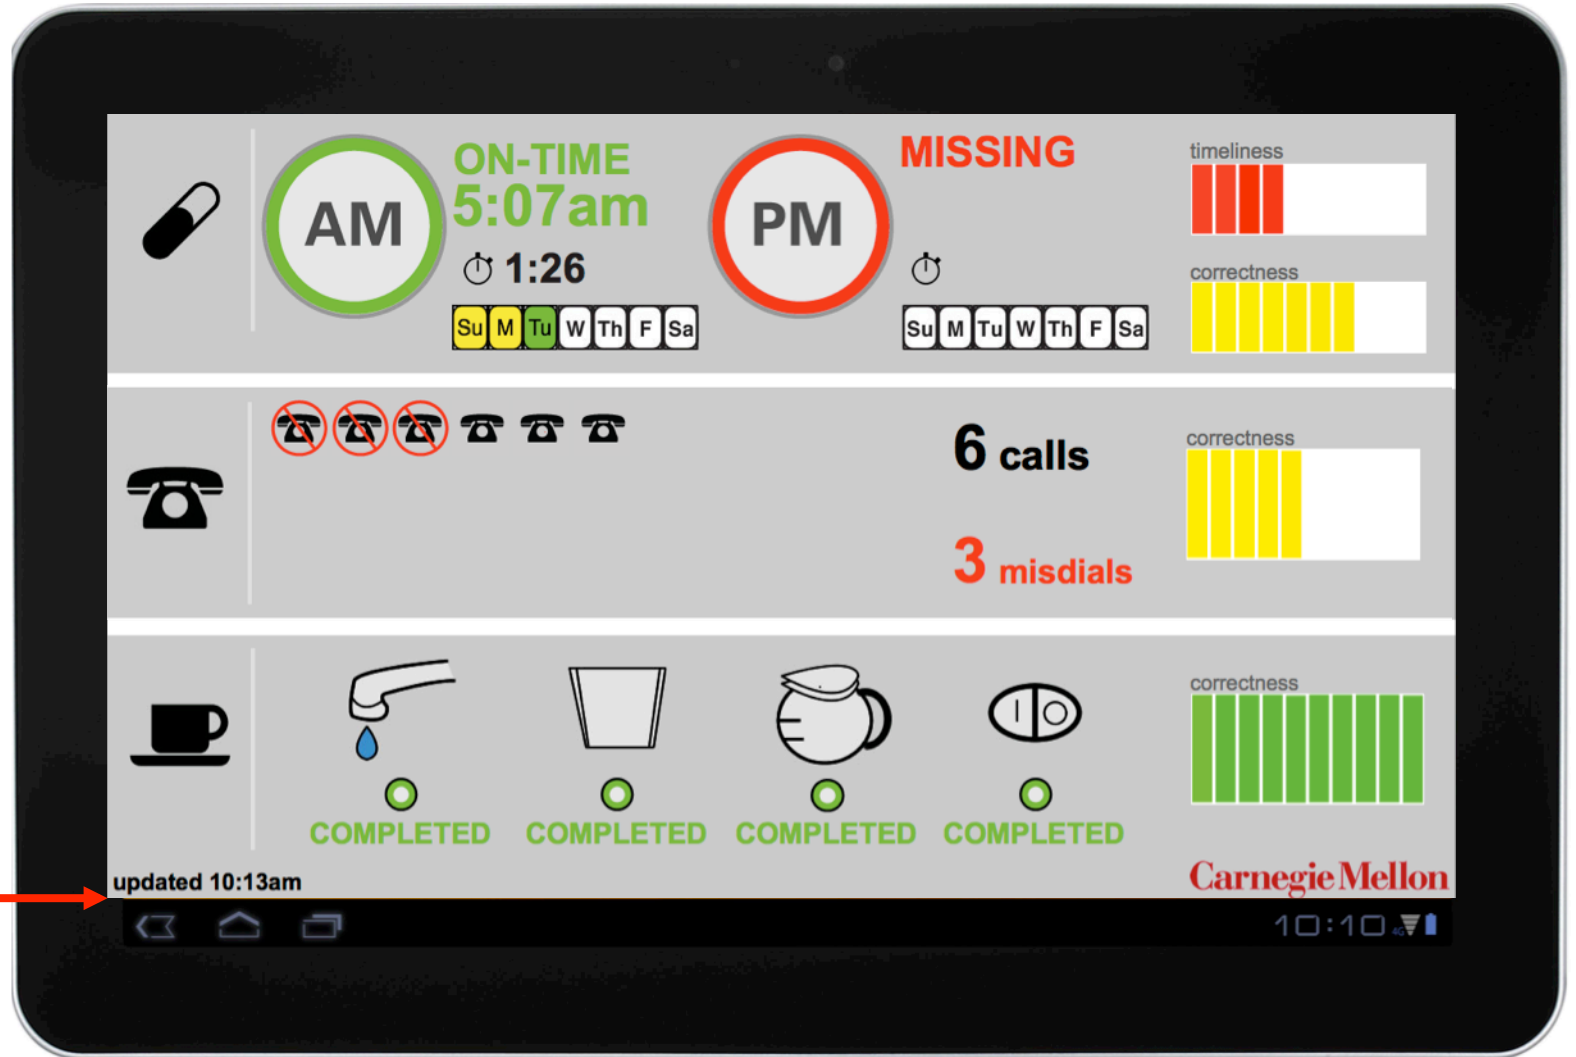 AM
ON-TIME
5:07am
1:26
Su M Tu W Th F Sa
PM
MISSING
Su M Tu W Th F Sa
timeliness
correctness
6 calls
3 misdials
correctness
COMPLETED
COMPLETED
COMPLETED
COMPLETED
correctness
updated 10:13am
Carnegie Mellon
10:10
4G